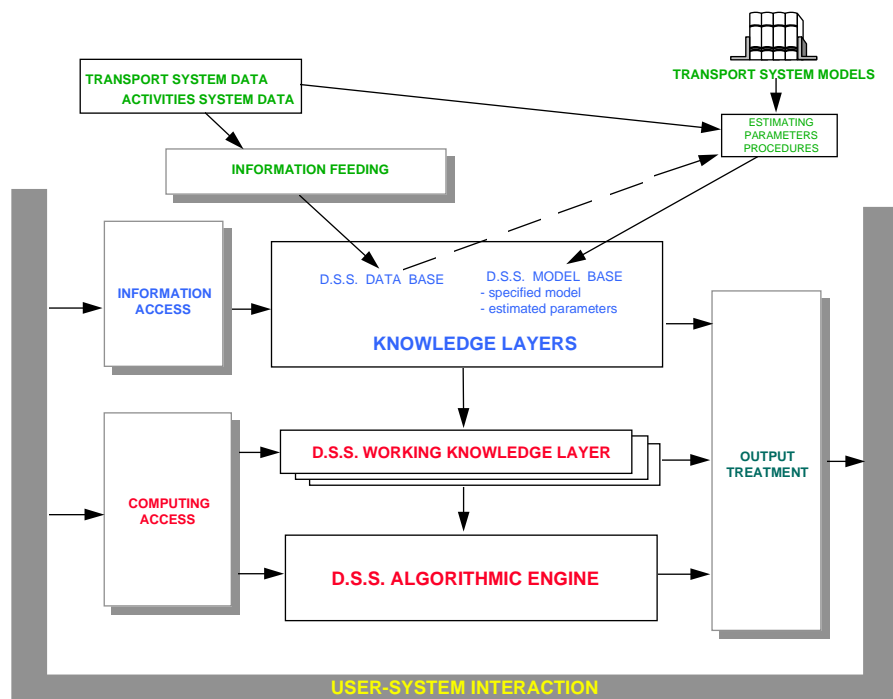 TRANSPORT SYSTEM DATA
ACTIVITIES SYSTEM DATA
TRANSPORT SYSTEM MODELS
ESTIMATING
PARAMETERS
PROCEDURES
INFORMATION FEEDING
D.S.S. DATA BASE
D.S.S. MODEL BASE
- specified model
- estimated parameters
KNOWLEDGE LAYERS
INFORMATION
ACCESS
D.S.S. WORKING KNOWLEDGE LAYER
OUTPUT
TREATMENT
COMPUTING
ACCESS
D.S.S. ALGORITHMIC ENGINE
USER-SYSTEM INTERACTION